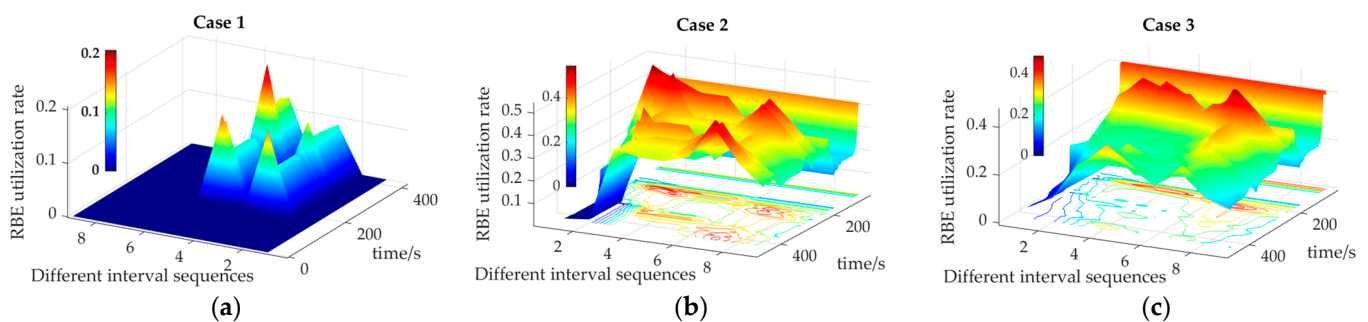 Case 1
0.2
0.1
0
RBE utilization rate
0.2
0.1
0
8
6
4
2
0
200
400
time/s
Different interval sequences
(a)
Case 2
0.4
0.2
0
RBE utilization rate
0.5
0.4
0.3
0.2
0.1
2
4
6
8
400
200
time/s
Different interval sequences
(b)
Case 3
0.4
0.2
0
RBE utilization rate
0.4
0.2
0
2
4
6
8
400
200
time/s
Different interval sequences
(c)